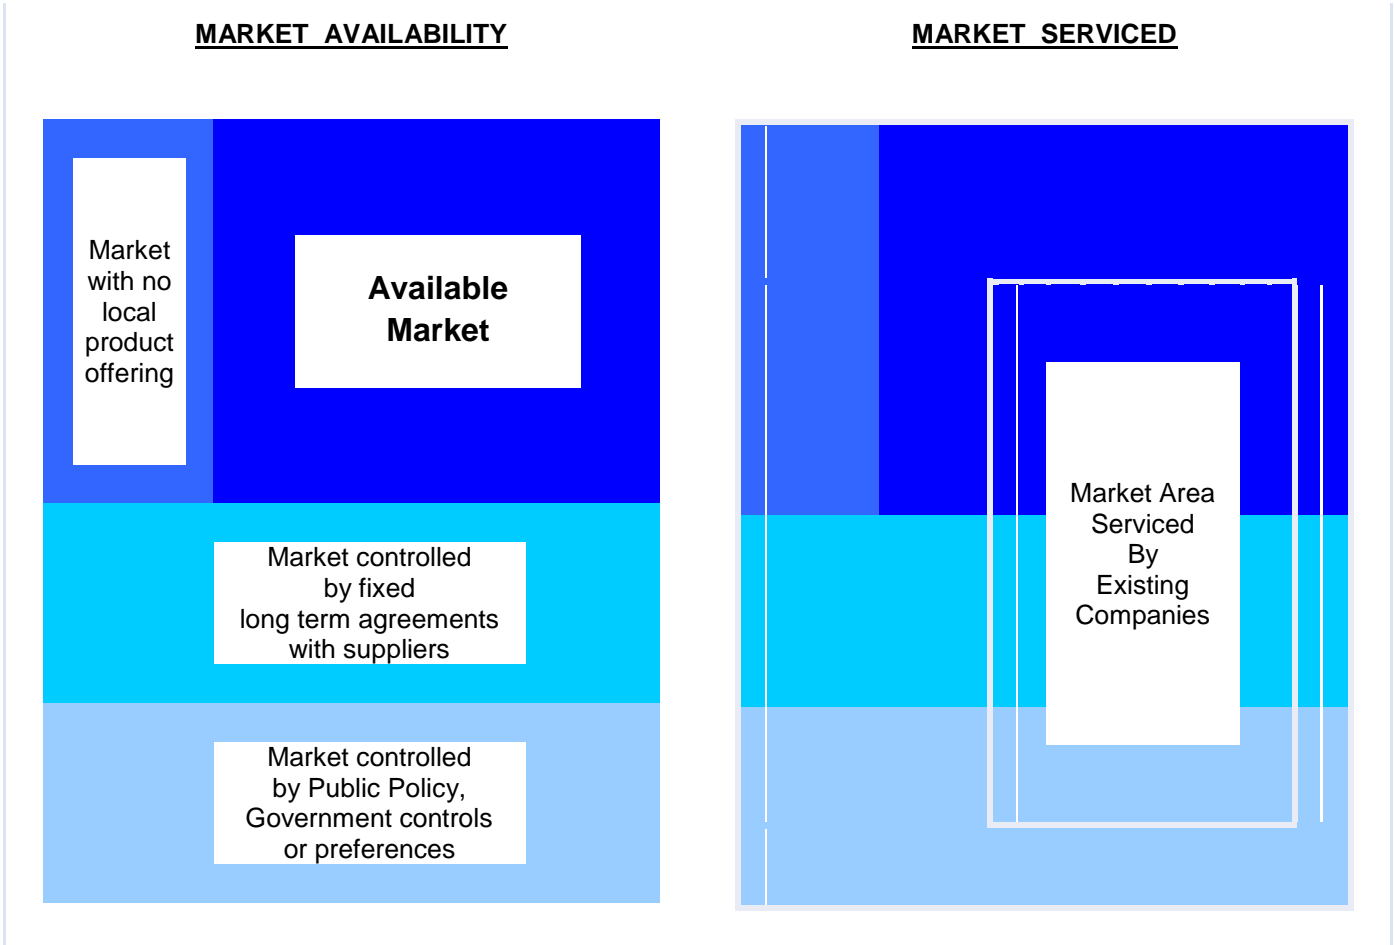 MARKET AVAILABILITY
MARKET SERVICED
Market
with no
local
product
offering
Available
Market
Market controlled
by fixed
long term agreements
with suppliers
Market controlled
by Public Policy,
Government controls
or preferences
Market Area
Serviced
By
Existing
Companies